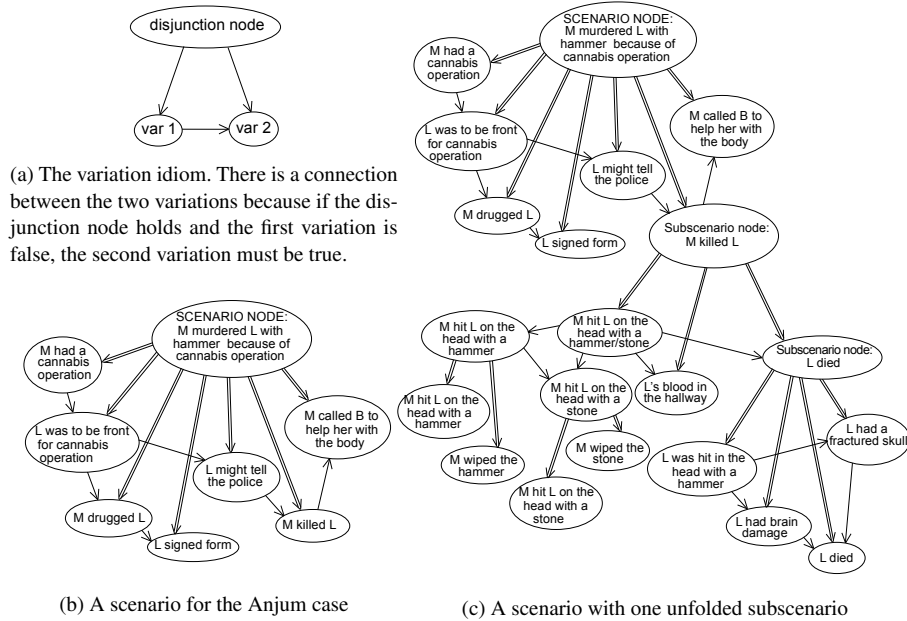 disjunction node
var 1
var 2
(a) The variation idiom. There is a connection
between the two variations because if the dis-
junction node holds and the first variation is
false, the second variation must be true.
SCENARIO NODE:
M murdered L with
hammer because of
cannabis operation
M had a
cannabis
operation
L was to be front
for cannabis
operation
M drugged L
L signed form
L might tell
the police
M killed L
M called B to
help her with
the body
(b) A scenario for the Anjum case
SCENARIO NODE:
M murdered L with
hammer because of
cannabis operation
M had a
cannabis
operation
L was to be front
for cannabis
operation
M drugged L
L signed form
L might tell
the police
M called B to
help her with
the body
Subscenario node:
M killed L
M hit L on the
head with a
hammer
M hit L on the
head with a
hammer/stone
Subscenario node:
L died
M hit L on the
head with a
hammer
M hit L on the
head with a
stone
L's blood in
the hallway
M wiped the
hammer
M wiped the
stone
M hit L on the
head with a
stone
L had a
fractured skull
L was hit in the
head with a
hammer
L had brain
damage
L died
(c) A scenario with one unfolded subscenario